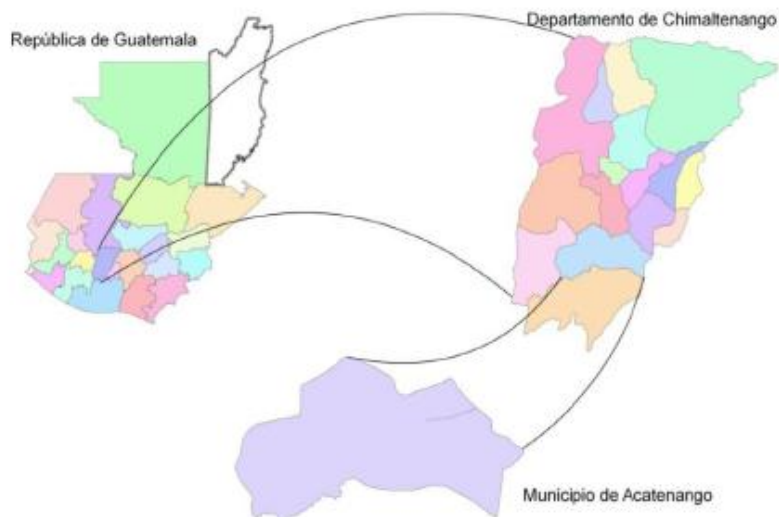 República de Guatemala
Departamento de Chimaltenango
Municipio de Acatenango